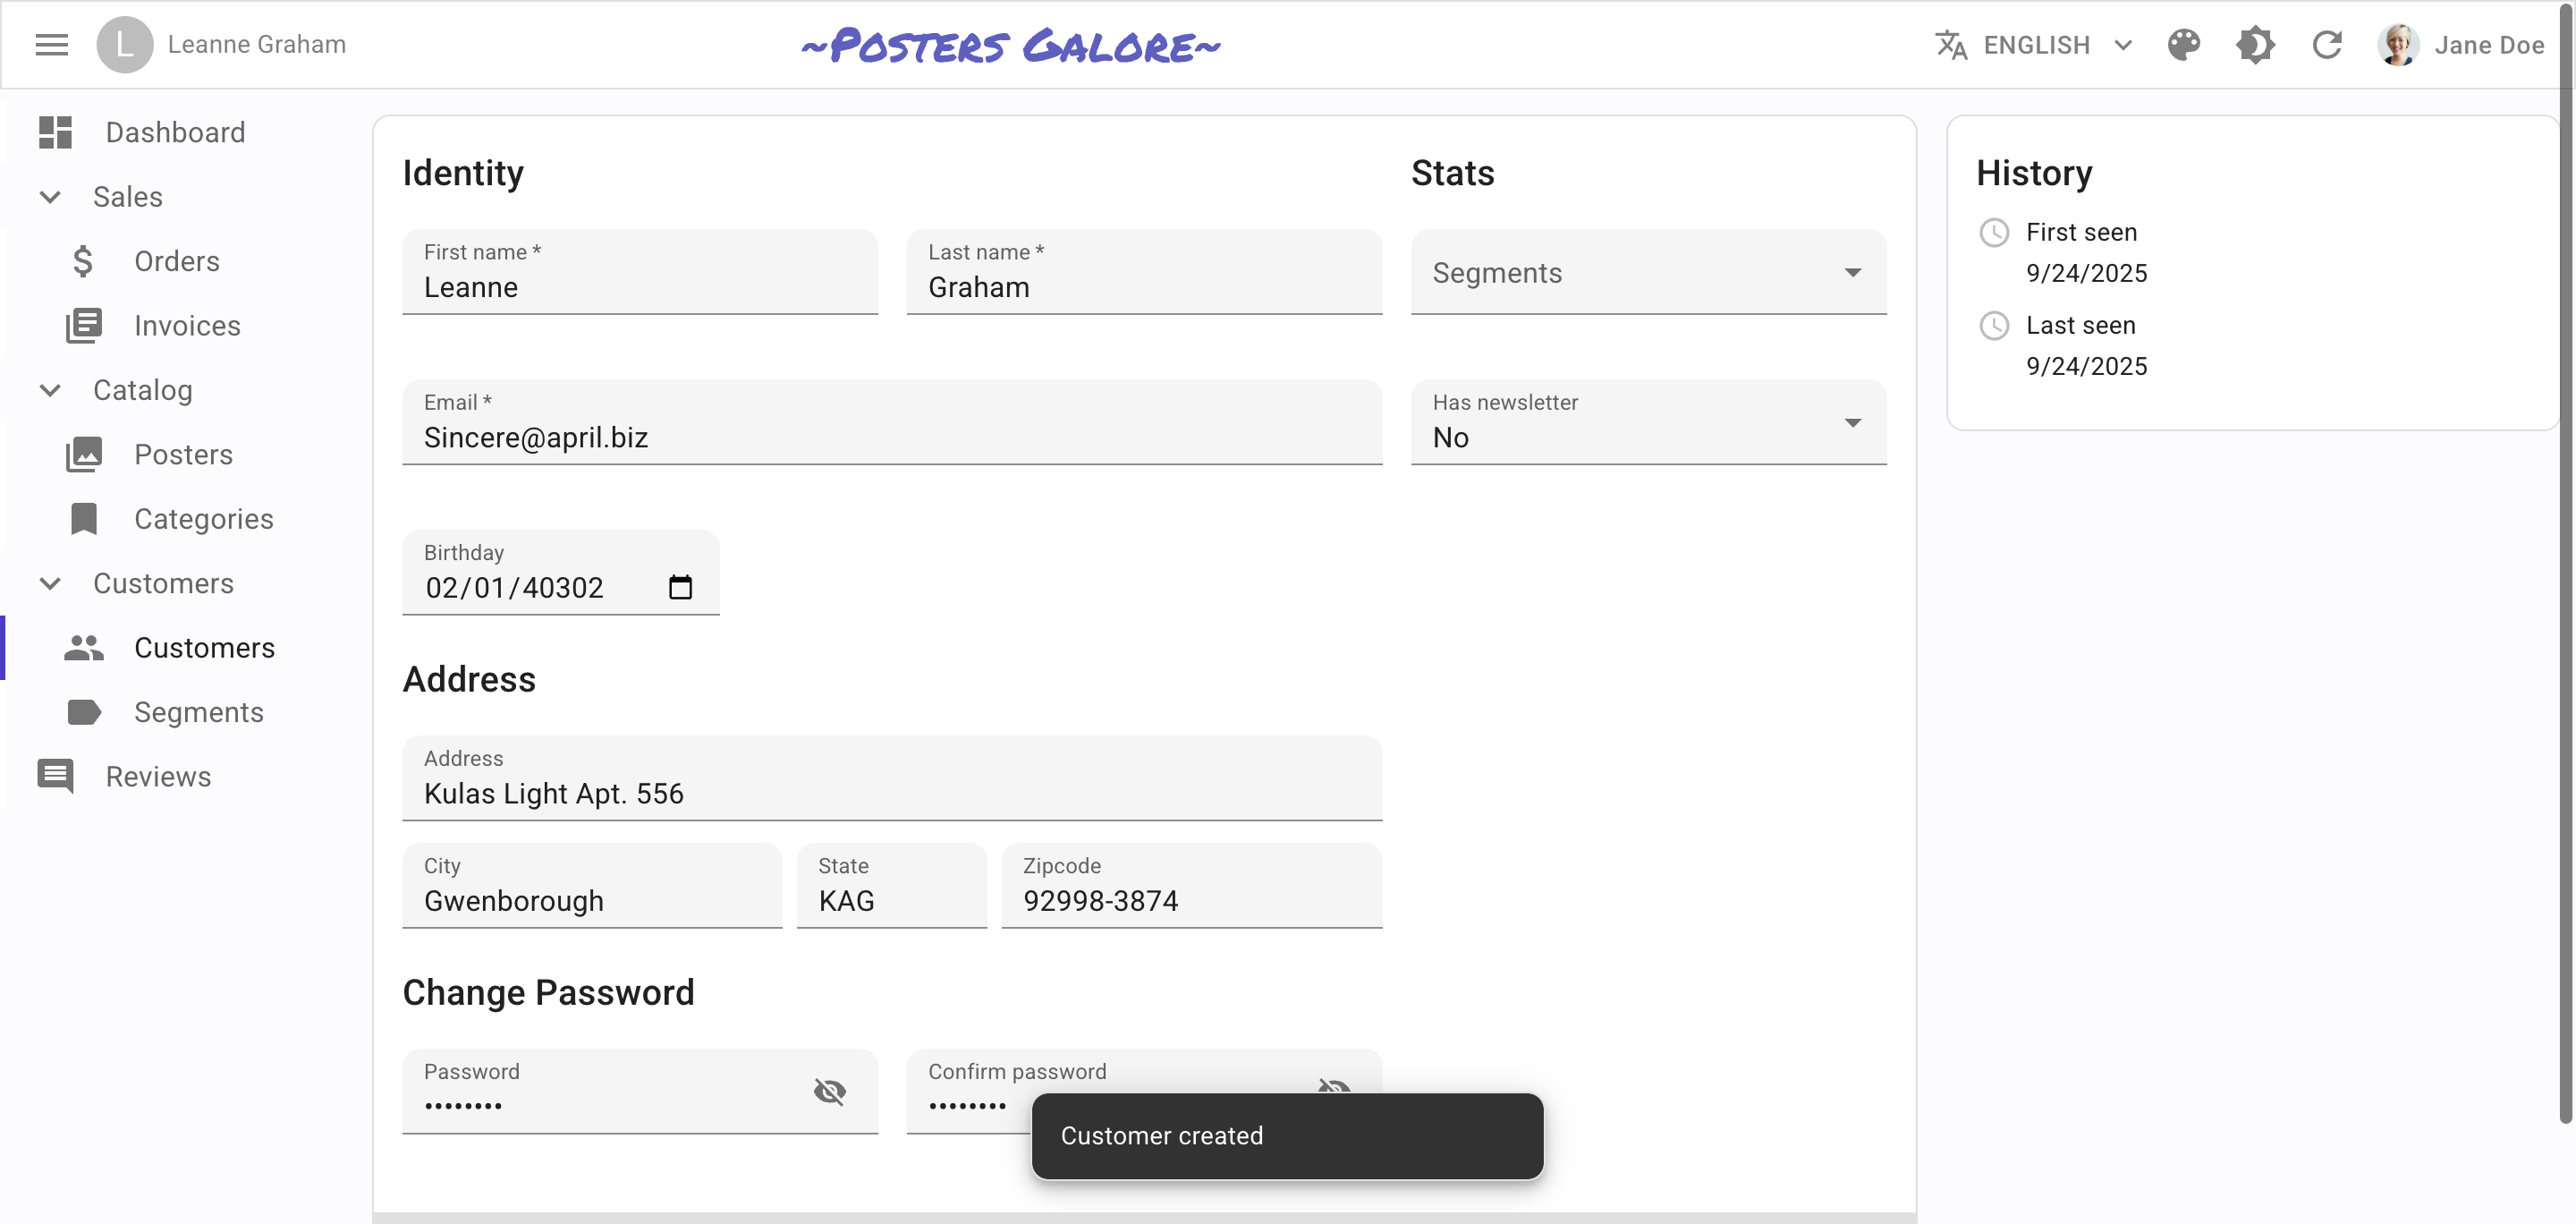 L Leanne Graham
~Posters Galore~
ENGLISH
Jane Doe
Dashboard
Sales
Orders
Invoices
Catalog
Posters
Categories
Customers
Customers
Segments
Reviews
Identity
First name *
Leanne
Last name *
Graham
Email *
Sincere@april.biz
Birthday
02/01/40302
Address
Address
Kulas Light Apt. 556
City
Gwenborough
State
KAG
Zipcode
92998-3874
Change Password
Password
••••••••
Confirm password
••••••••
Stats
Segments
Has newsletter
No
History
First seen
9/24/2025
Last seen
9/24/2025
Customer created